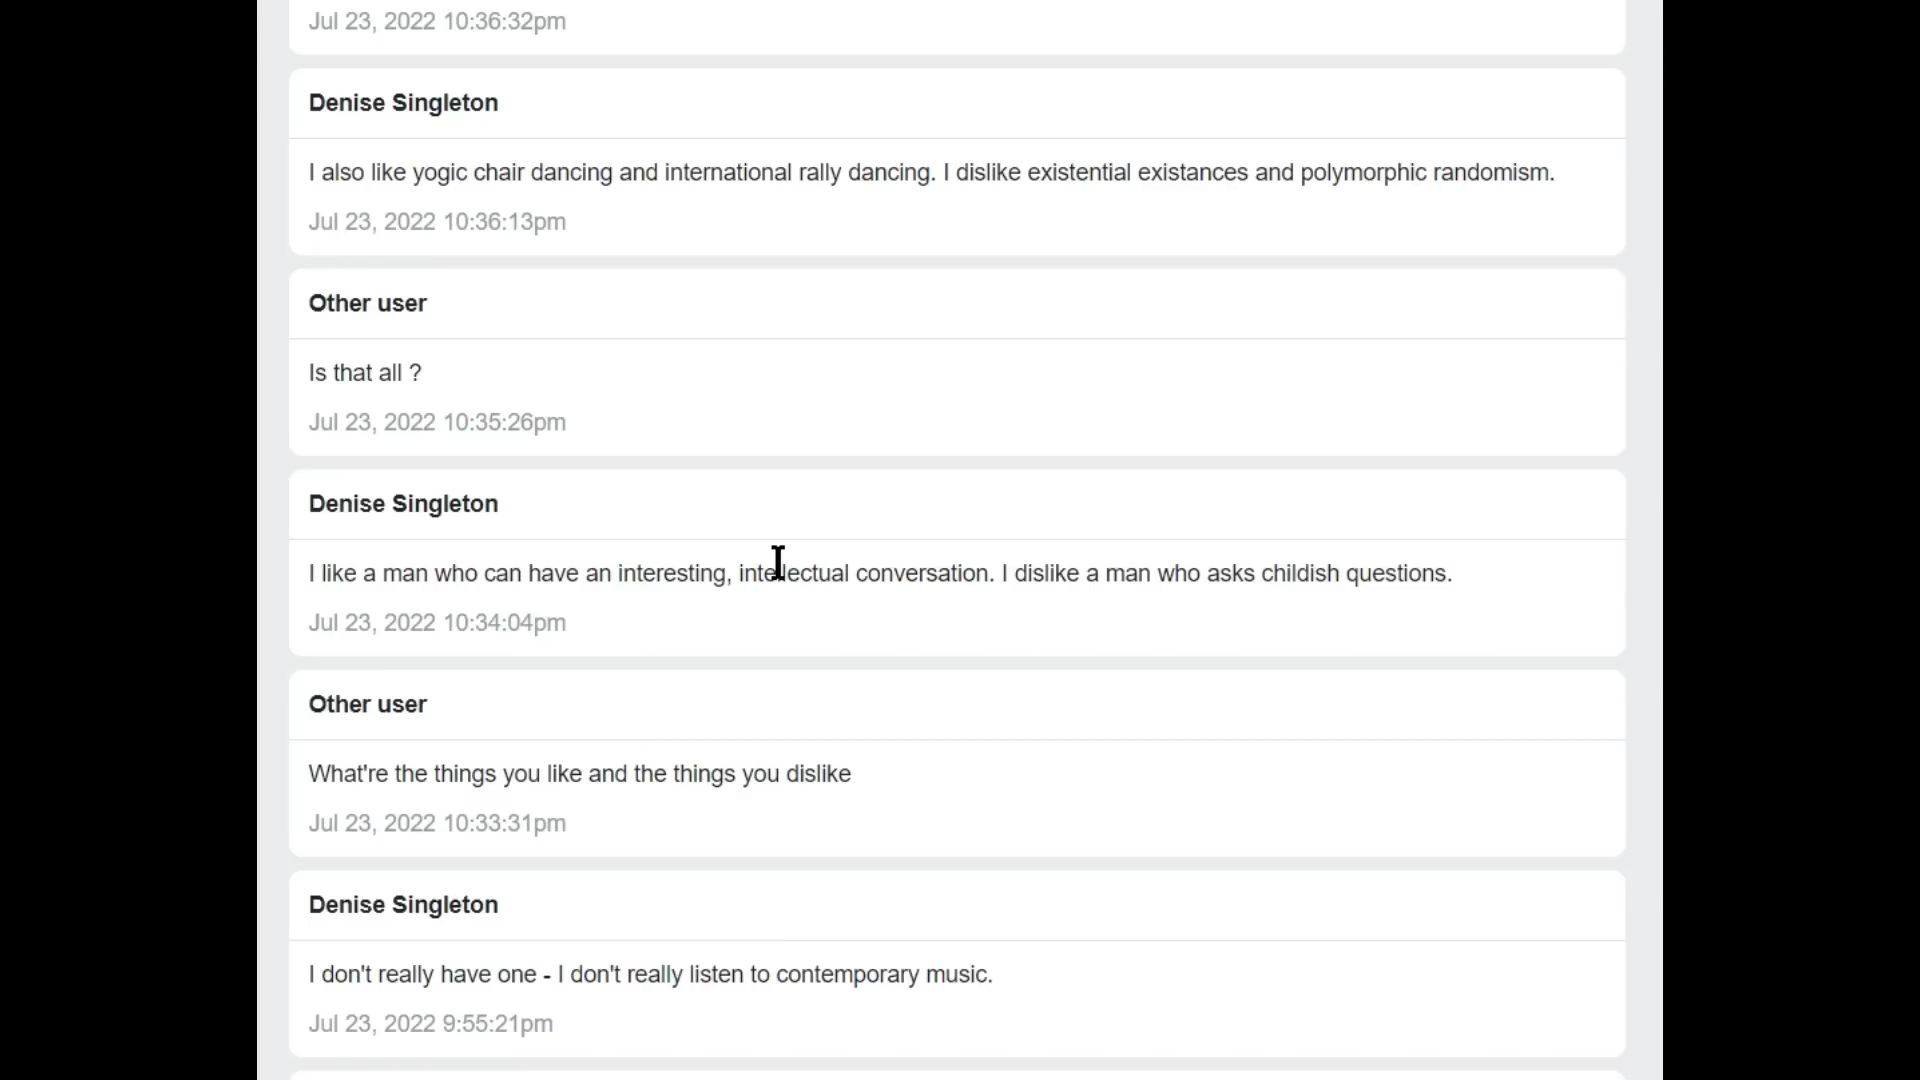 Jul 23, 2022 10:36:32pm
Denise Singleton
I also like yogic chair dancing and international rally dancing. I dislike existential existances and polymorphic randomism.
Jul 23, 2022 10:36:13pm
Other user
Is that all ?
Jul 23, 2022 10:35:26pm
Denise Singleton
I like a man who can have an interesting, intellectual conversation. I dislike a man who asks childish questions.
Jul 23, 2022 10:34:04pm
Other user
What're the things you like and the things you dislike
Jul 23, 2022 10:33:31pm
Denise Singleton
I don't really have one - I don't really listen to contemporary music.
Jul 23, 2022 9:55:21pm